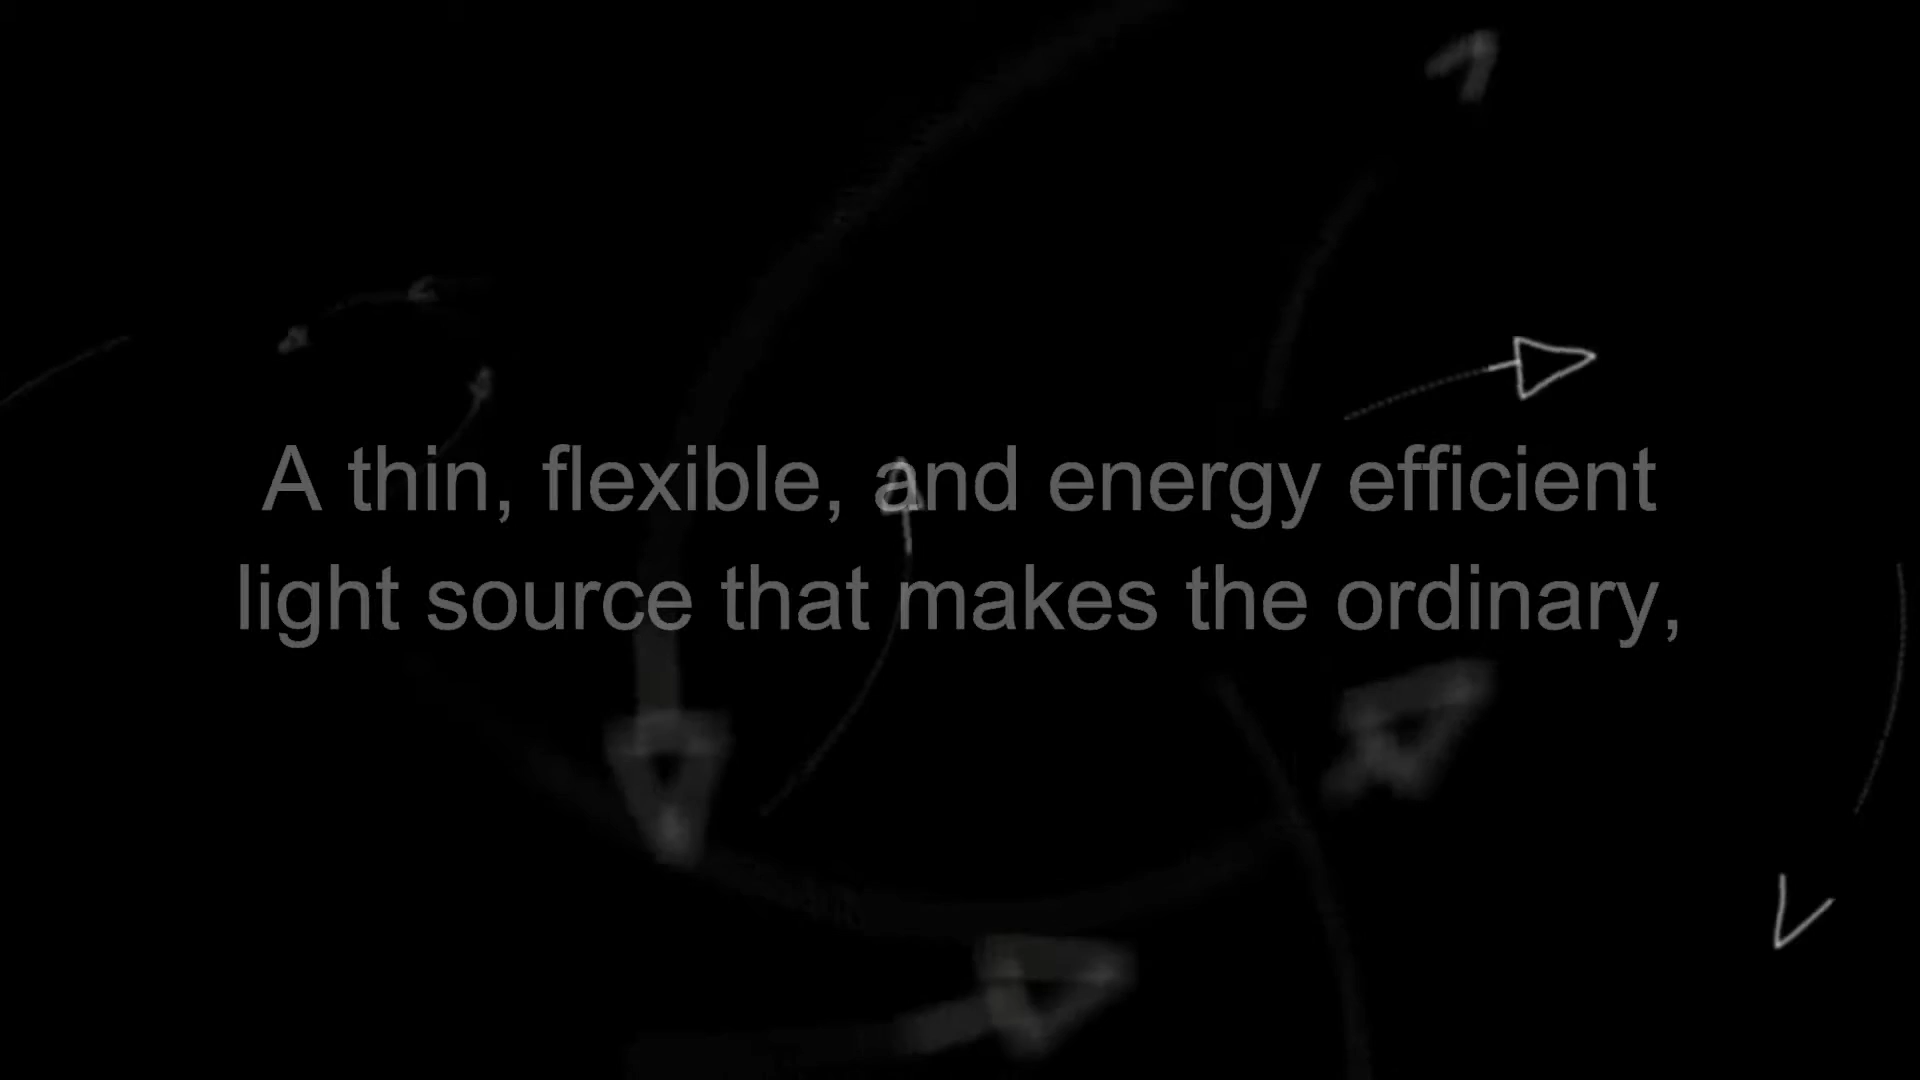 A thin, flexible, and energy efficient
light source that makes the ordinary,